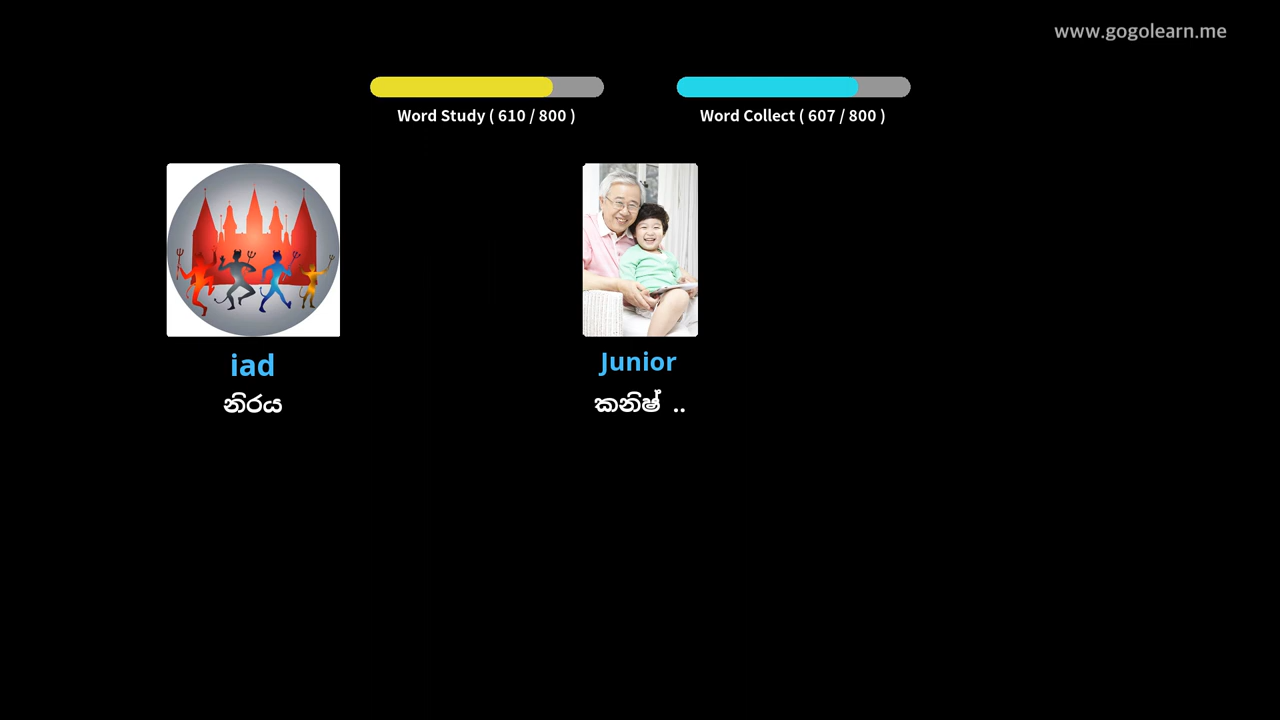 www.gogolearn.me
Word Study ( 610 / 800 )
Word Collect ( 607 / 800 )
iad
නිරය
Junior
කනිෂ් ..